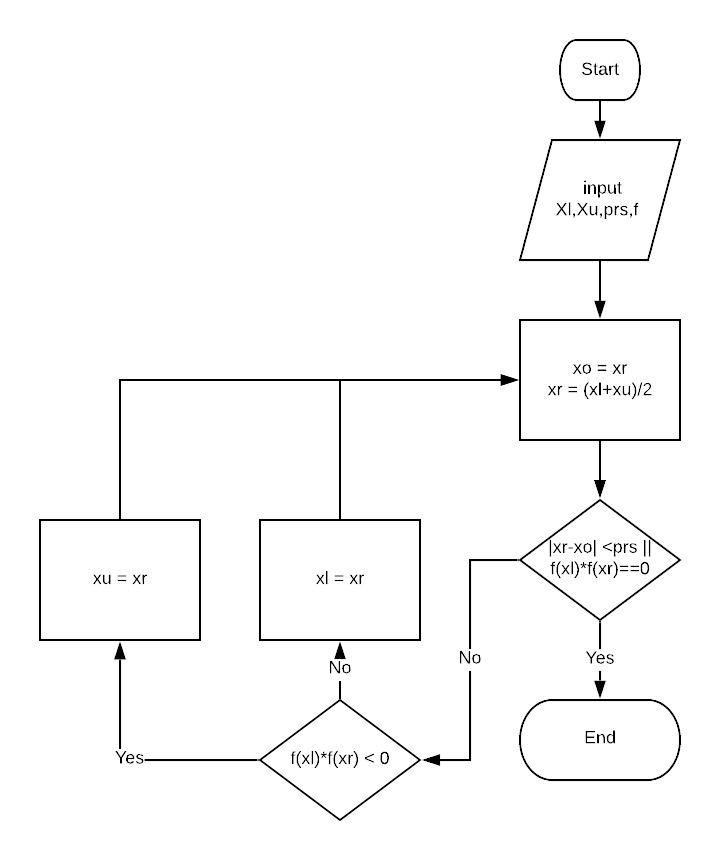 Start
input
Xl,Xu,prs,f
xo = xr
xr = (xl+xu)/2
|xr-xo| <prs ||
f(xl)*f(xr)==0
xu = xr
xl = xr
No
No
Yes
Yes
f(xl)*f(xr) < 0
End